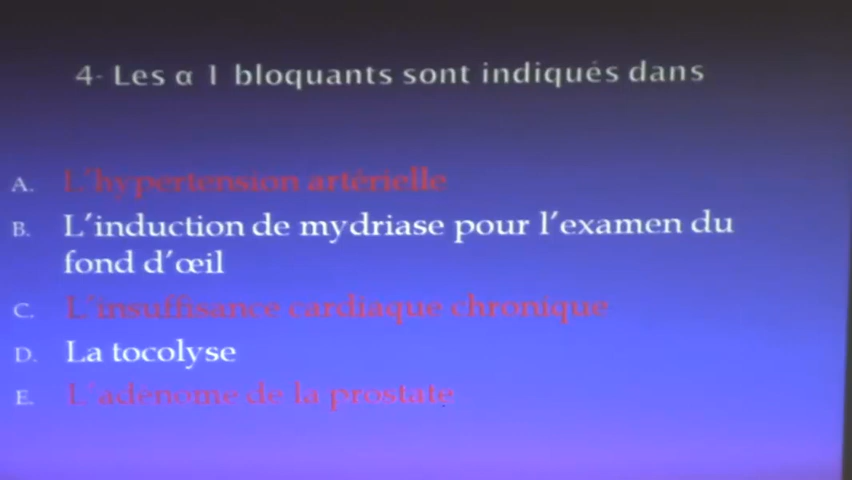 4- Les α 1 bloquants sont indiqués dans
A. L'hypertension artérielle
B. L'induction de mydriase pour l'examen du
fond d'œil
C. L'insuffisance cardiaque chronique
D. La tocolyse
E. L'adénome de la prostate